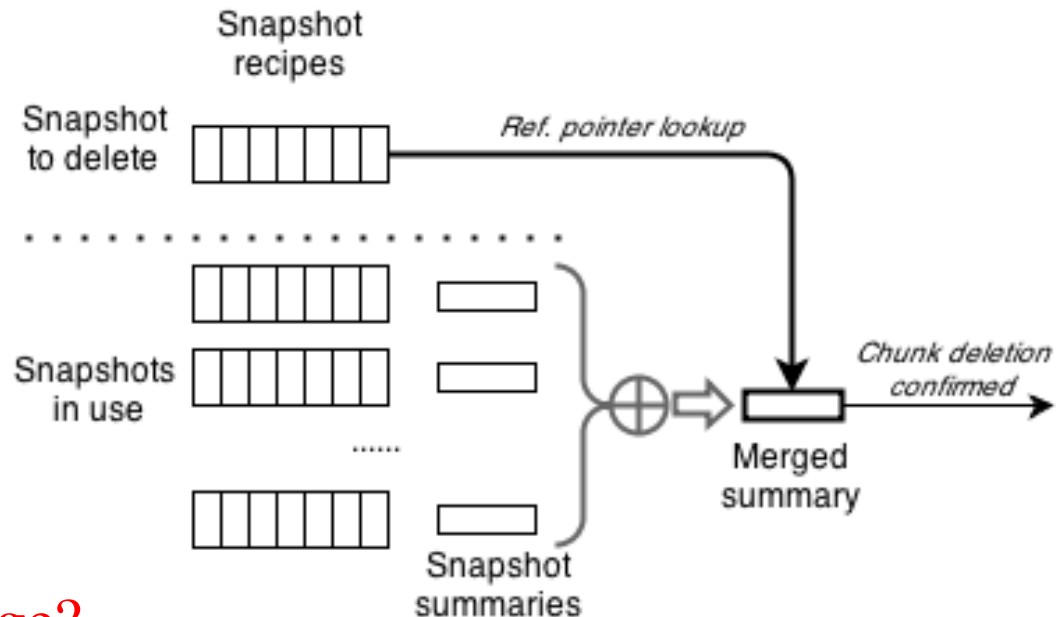 Snapshot
recipes
Snapshot
to delete
Ref. pointer lookup
Snapshots
in use
......
Chunk deletion
confirmed
Merged
summary
Snapshot
summaries